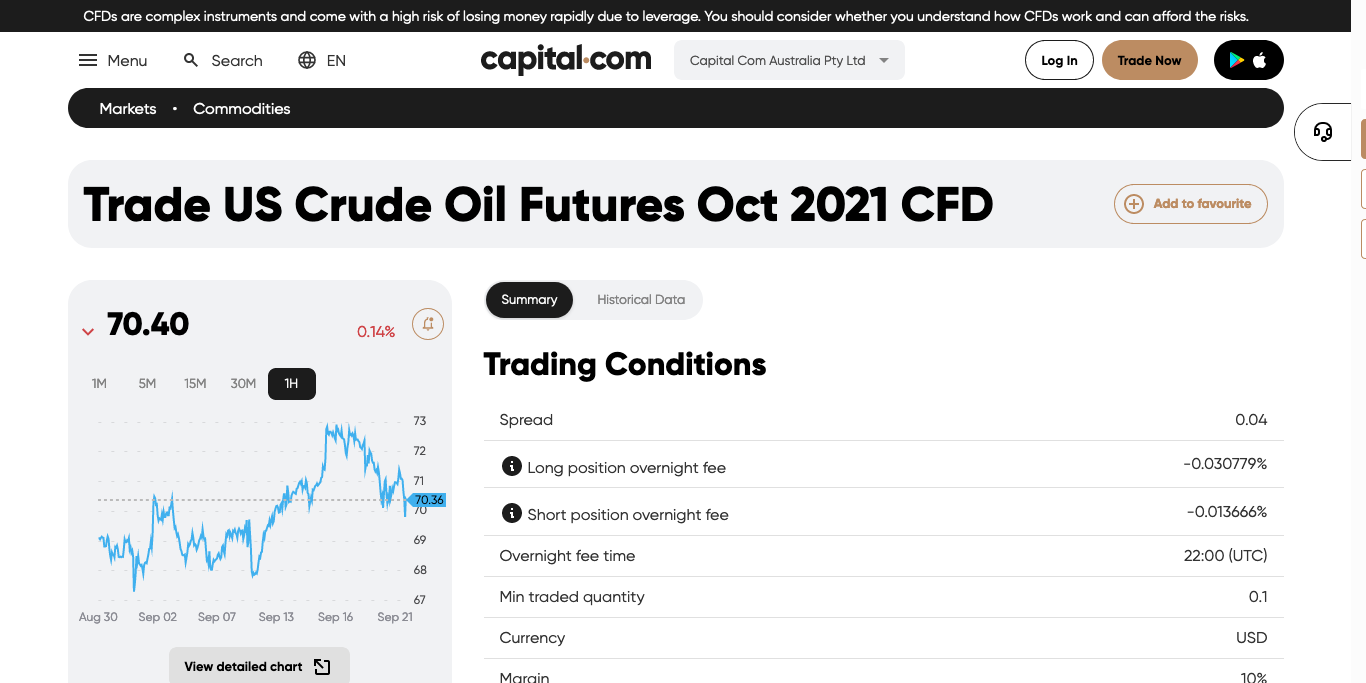 CFDs are complex instruments and come with a high risk of losing money rapidly due to leverage. You should consider whether you understand how CFDs work and can afford the risks.
Menu Search EN capital.com Capital Com Australia Pty Ltd Log In Trade Now
Markets • Commodities
Trade US Crude Oil Futures Oct 2021 CFD Add to favourite
70.40 0.14%
1M 5M 15M 30M 1H
73
72
71
70.36
70
69
68
67
Aug 30 Sep 02 Sep 07 Sep 13 Sep 16 Sep 21
View detailed chart
Summary Historical Data
Trading Conditions
Spread 0.04
Long position overnight fee -0.030779%
Short position overnight fee -0.013666%
Overnight fee time 22:00 (UTC)
Min traded quantity 0.1
Currency USD
Margin 10%